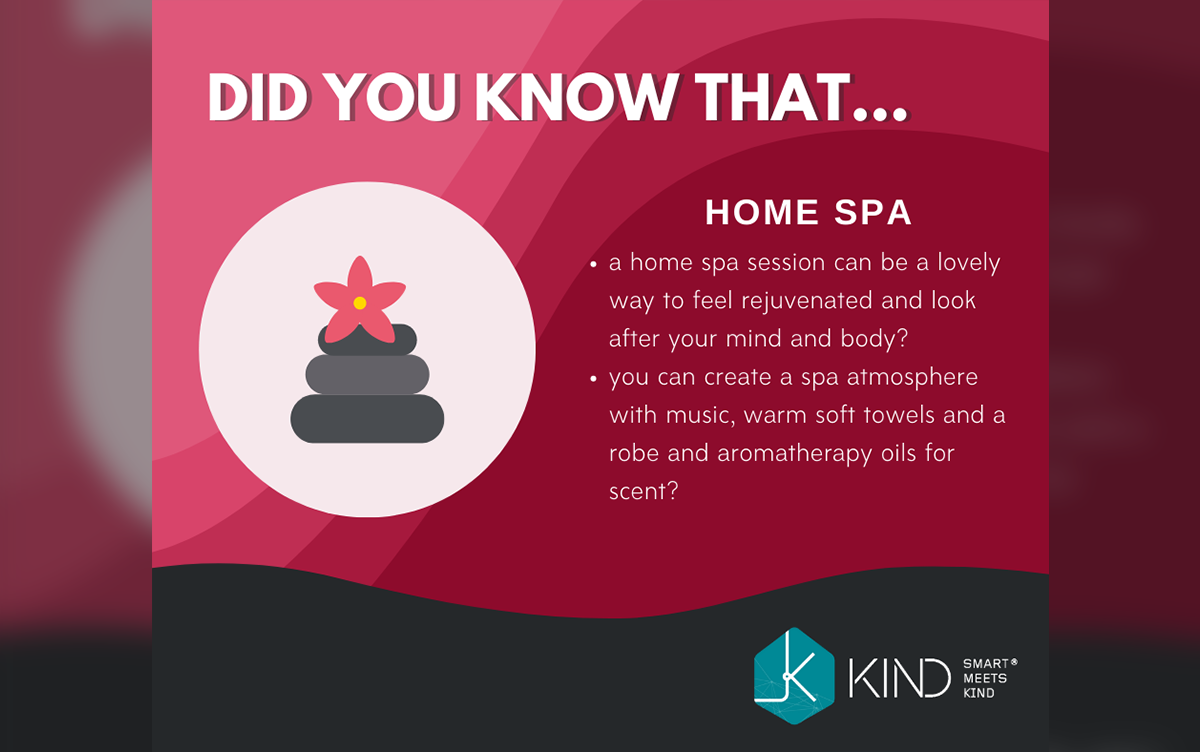 DID YOU KNOW THAT...
HOME SPA
• a home spa session can be a lovely
way to feel rejuvenated and look
after your mind and body?
• you can create a spa atmosphere
with music, warm soft towels and a
robe and aromatherapy oils for
scent?
KIND
SMART®
MEETS
KIND